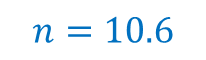 n = 10.6